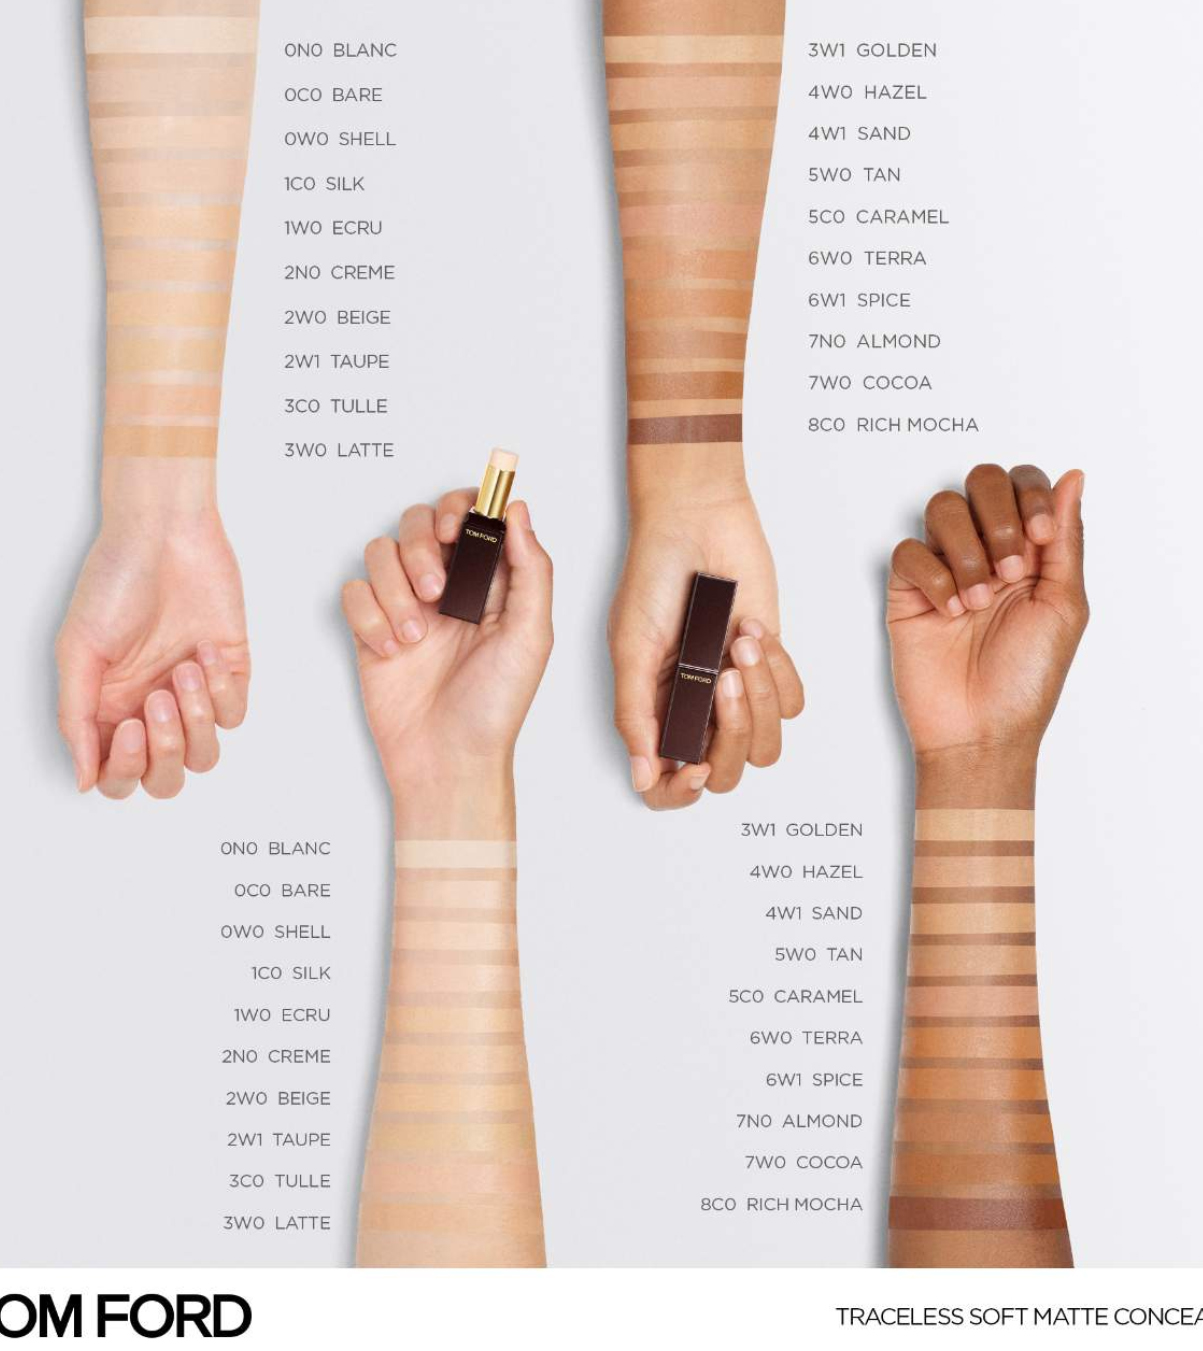 0N0 BLANC
0C0 BARE
0W0 SHELL
1C0 SILK
1W0 ECRU
2N0 CREME
2W0 BEIGE
2W1 TAUPE
3C0 TULLE
3W0 LATTE
3W1 GOLDEN
4W0 HAZEL
4W1 SAND
5W0 TAN
5C0 CARAMEL
6W0 TERRA
6W1 SPICE
7N0 ALMOND
7W0 COCOA
8C0 RICH MOCHA
TOM FORD
TOM FORD
0N0 BLANC
0C0 BARE
0W0 SHELL
1C0 SILK
1W0 ECRU
2N0 CREME
2W0 BEIGE
2W1 TAUPE
3C0 TULLE
3W0 LATTE
3W1 GOLDEN
4W0 HAZEL
4W1 SAND
5W0 TAN
5C0 CARAMEL
6W0 TERRA
6W1 SPICE
7N0 ALMOND
7W0 COCOA
8C0 RICH MOCHA
OM FORD
TRACELESS SOFT MATTE CONCEA